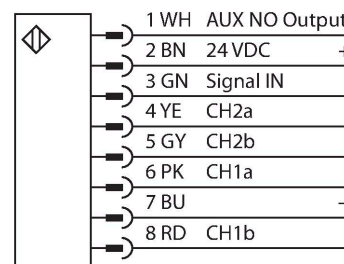 1 WH AUX NO Output
2 BN 24 VDC +
3 GN Signal IN
4 YE CH2a
5 GY CH2b
6 PK CH1a
7 BU –
8 RD CH1b